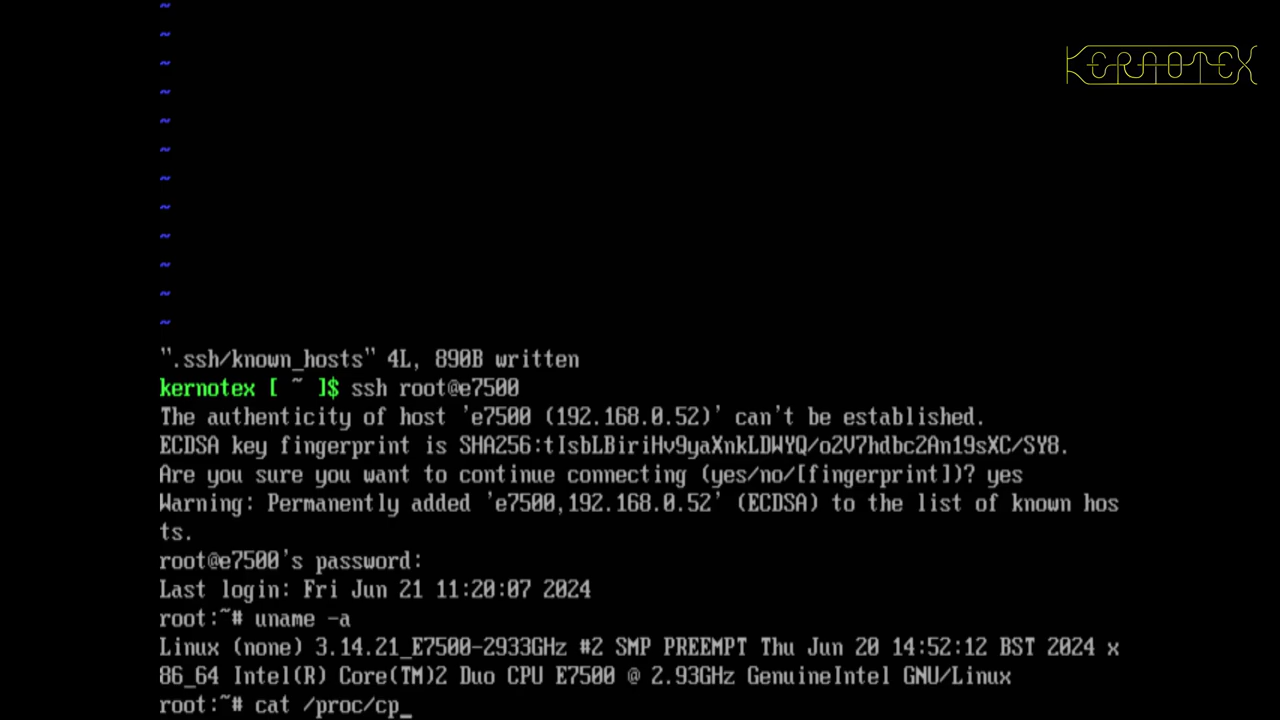 KERNOTEX
~
~
~
~
~
~
~
~
~
~
~
~
".ssh/known_hosts" 4L, 890B written
kernotex [ ~ ]$ ssh root@e7500
The authenticity of host 'e7500 (192.168.0.52)' can't be established.
ECDSA key fingerprint is SHA256:tIsbLBiriHv9yaXnkLDWYQ/o2V7hdbc2An19sXC/SY8.
Are you sure you want to continue connecting (yes/no/[fingerprint])? yes
Warning: Permanently added 'e7500,192.168.0.52' (ECDSA) to the list of known hos
ts.
root@e7500's password:
Last login: Fri Jun 21 11:20:07 2024
root:~# uname -a
Linux (none) 3.14.21_E7500-2933GHz #2 SMP PREEMPT Thu Jun 20 14:52:12 BST 2024 x
86_64 Intel(R) Core(TM)2 Duo CPU E7500 @ 2.93GHz GenuineIntel GNU/Linux
root:~# cat /proc/cp_